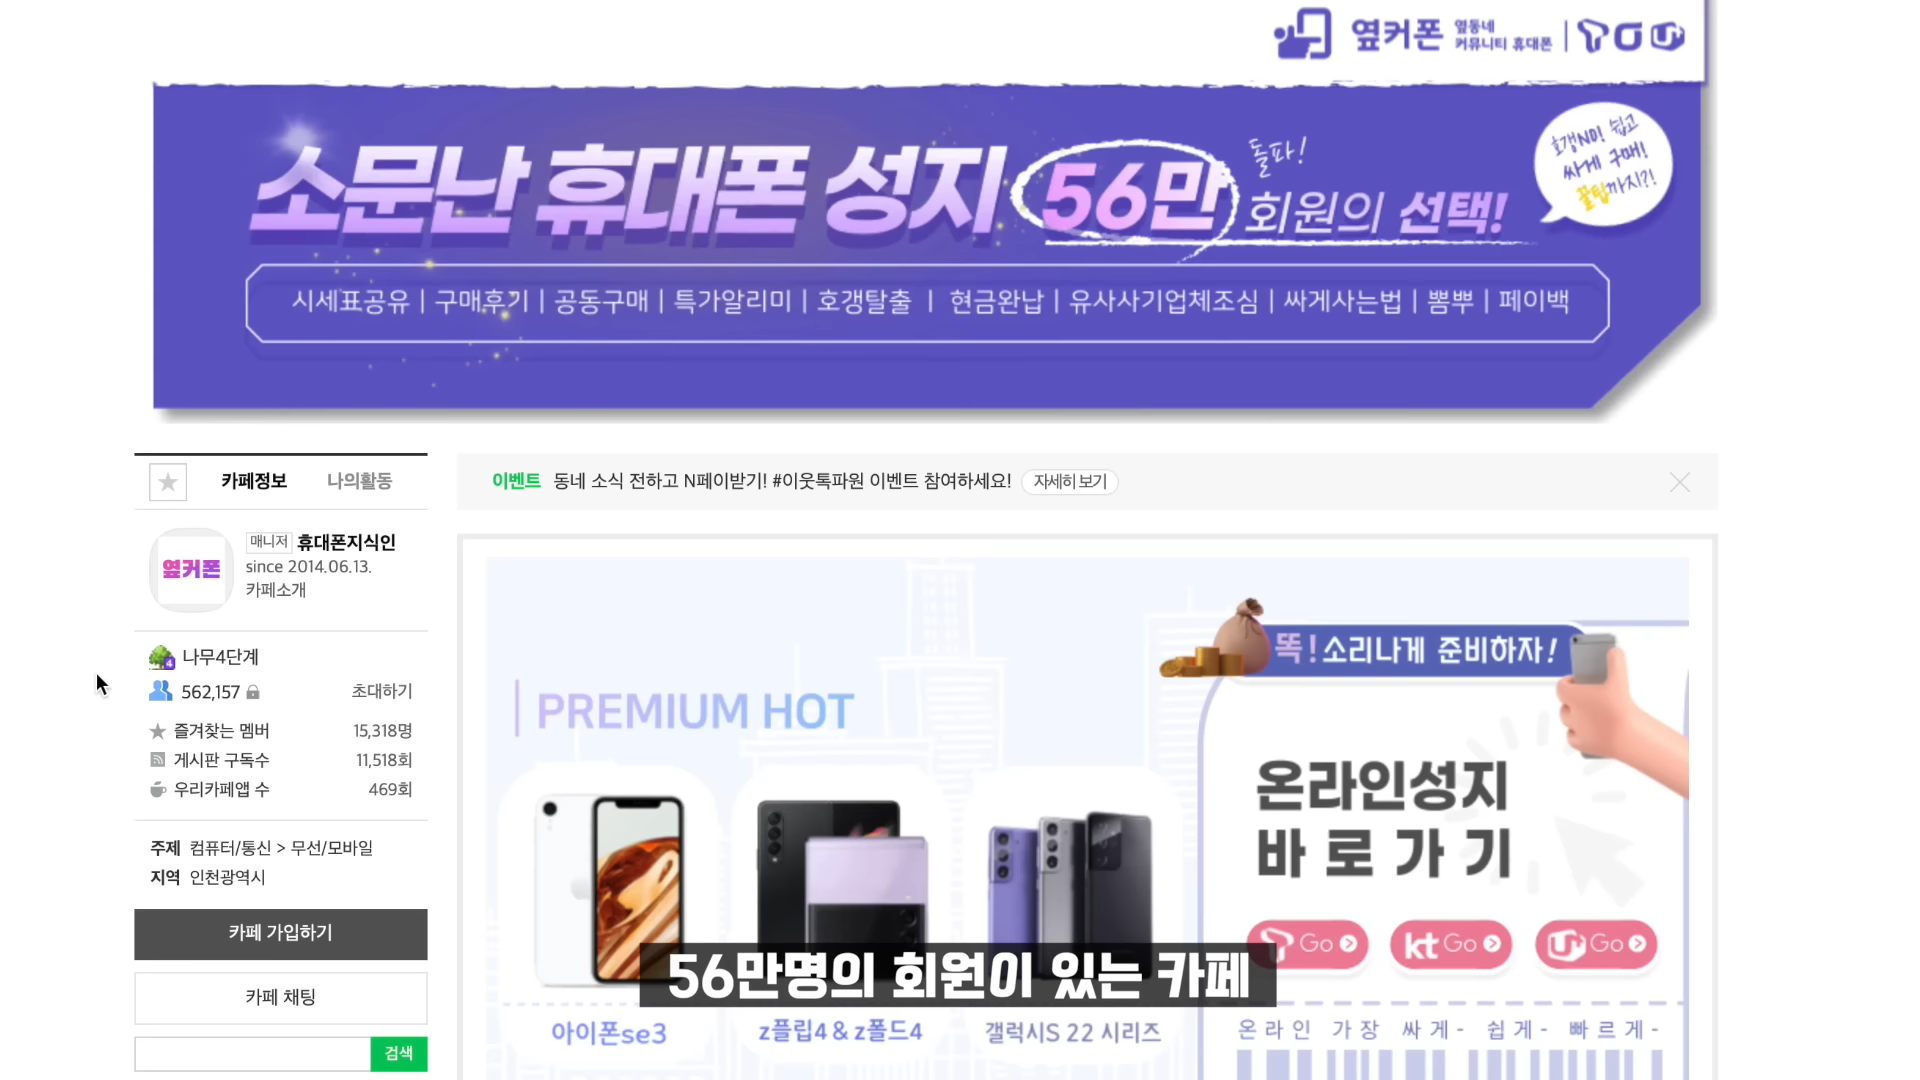 옆커폰 옆동네 커뮤니티 휴대폰
호갱NO! 쉽고
싸게 구매!
꿀팁까지?!
소문난 휴대폰 성지 56만 돌파! 회원의 선택!
시세표공유 | 구매후기 | 공동구매 | 특가알리미 | 호갱탈출 | 현금완납 | 유사사기업체조심 | 싸게사는법 | 뽐뿌 | 페이백
카페정보 나의활동
이벤트 동네 소식 전하고 N페이받기! #이웃톡파원 이벤트 참여하세요! 자세히 보기
옆커폰
매니저 휴대폰지식인
since 2014.06.13.
카페소개
4 나무4단계
562,157 초대하기
즐겨찾는 멤버 15,318명
게시판 구독수 11,518회
우리카페앱 수 469회
주제 컴퓨터/통신 > 무선/모바일
지역 인천광역시
카페 가입하기
카페 채팅
검색
PREMIUM HOT
똑!소리나게 준비하자!
온라인성지
바로가기
Go kt Go U+ Go
56만명의 회원이 있는 카페
아이폰se3 z플립4 & z폴드4 갤럭시S 22 시리즈
온라인 가장 싸게- 쉽게- 빠르게-